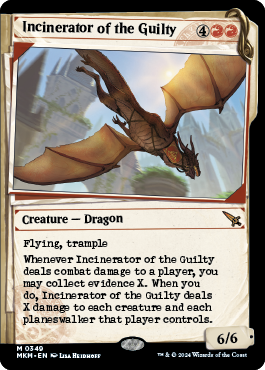 Incinerator of the Guilty 4
Creature — Dragon
Flying, trample
Whenever Incinerator of the Guilty
deals combat damage to a player, you
may collect evidence X. When you
do, Incinerator of the Guilty deals
X damage to each creature and each
planeswalker that player controls.
6/6
M 0349
MKM • EN Lisa Heidhoff
™ & © 2024 Wizards of the Coast